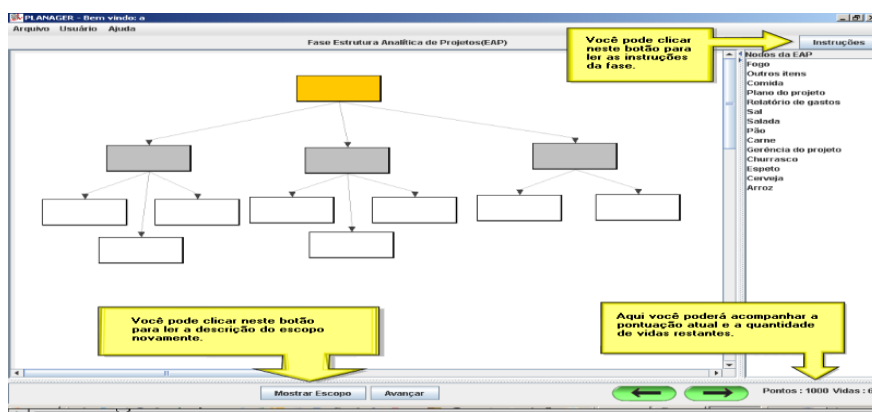 PLANAGER - Bem vindo: a
Arquivo Usuário Ajuda
Fase Estrutura Analítica de Projetos(EAP)
Você pode clicar
neste botão para
ler as instruções
da fase.
Instruções
Nodos da EAP
Fogo
Outros itens
Comida
Plano do projeto
Relatório de gastos
Sal
Salada
Pão
Carne
Gerência do projeto
Churrasco
Espeto
Cerveja
Arroz
Você pode clicar neste botão
para ler a descrição do escopo
novamente.
Aqui você poderá acompanhar a
pontuação atual e a quantidade
de vidas restantes.
Mostrar Escopo Avançar
Pontos : 1000 Vidas : 6